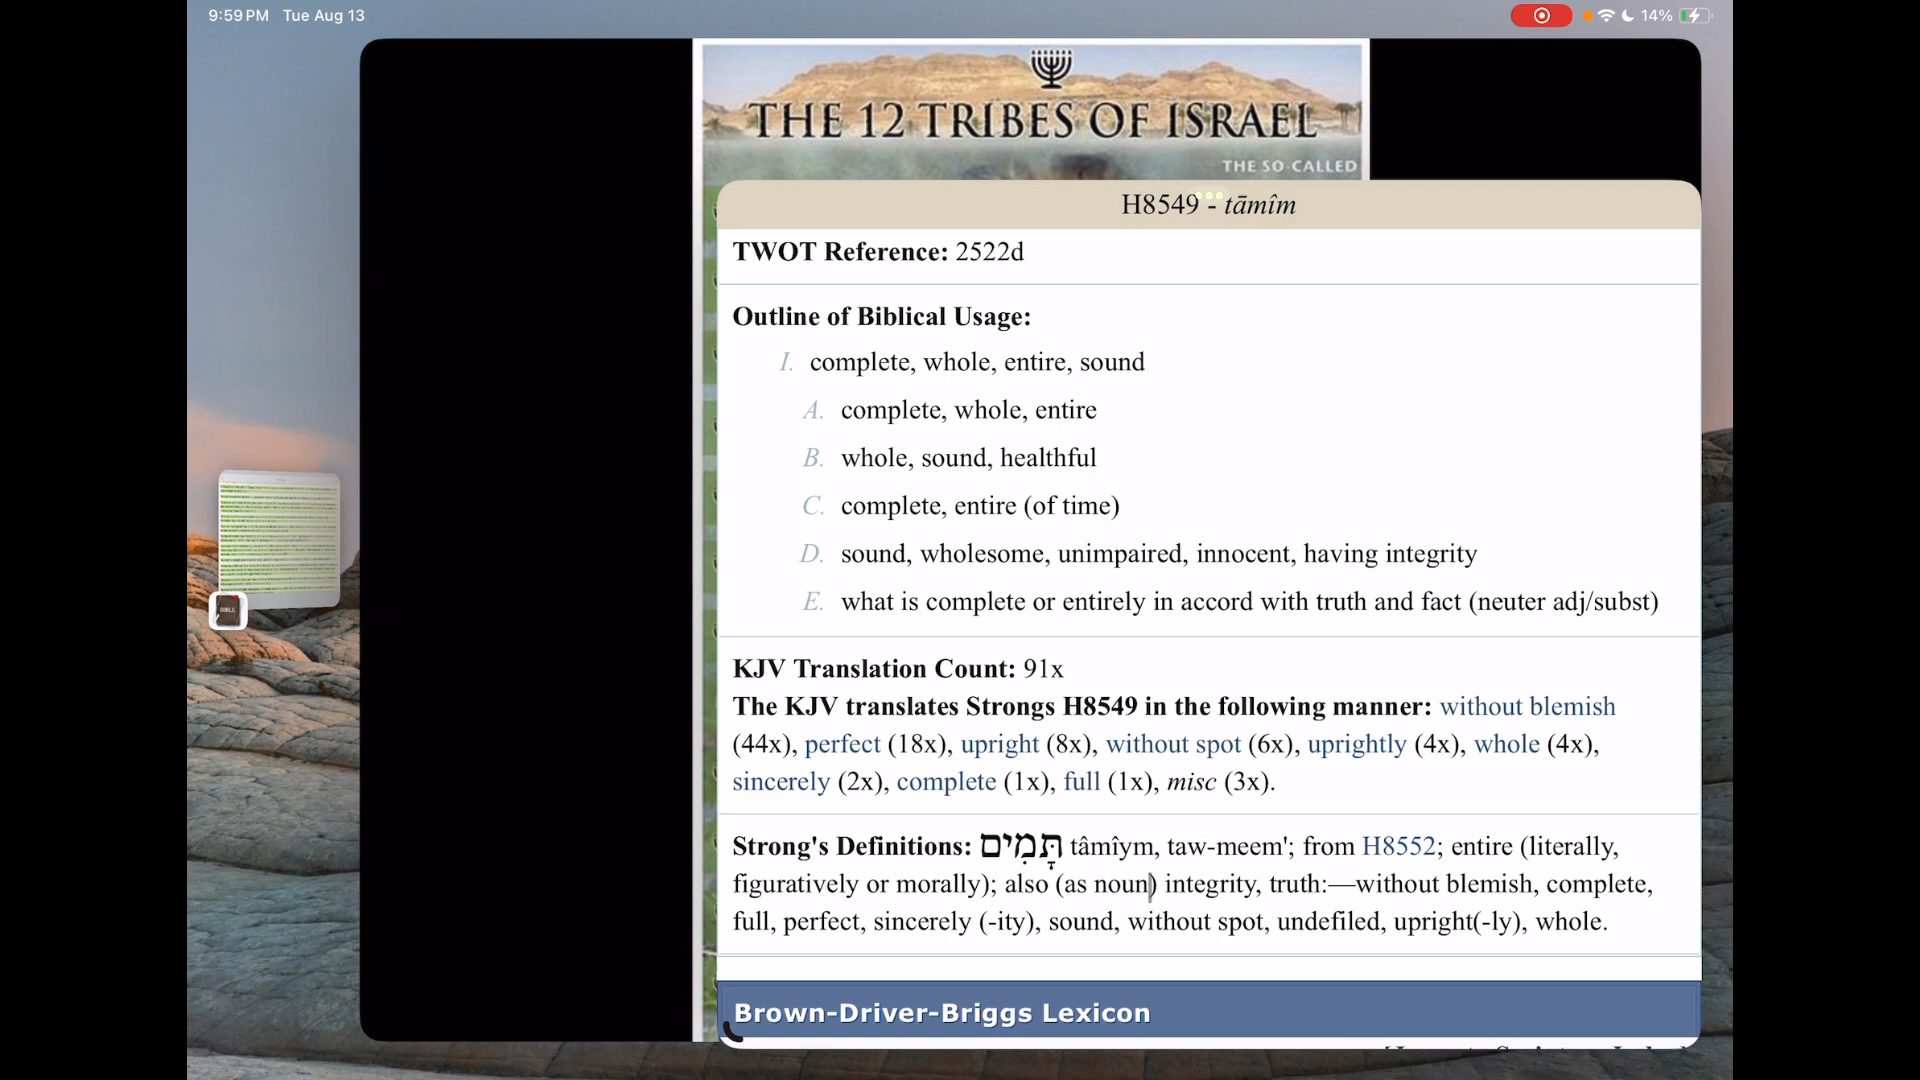 9:59 PM Tue Aug 13
14%
THE 12 TRIBES OF ISRAEL
THE SO-CALLED
H8549 - tāmîm
TWOT Reference: 2522d
Outline of Biblical Usage:
I. complete, whole, entire, sound
A. complete, whole, entire
B. whole, sound, healthful
C. complete, entire (of time)
D. sound, wholesome, unimpaired, innocent, having integrity
E. what is complete or entirely in accord with truth and fact (neuter adj/subst)
KJV Translation Count: 91x
The KJV translates Strongs H8549 in the following manner: without blemish
(44x), perfect (18x), upright (8x), without spot (6x), uprightly (4x), whole (4x),
sincerely (2x), complete (1x), full (1x), misc (3x).
Strong's Definitions: תָּמִים tâmîym, taw-meem'; from H8552; entire (literally,
figuratively or morally); also (as noun) integrity, truth:—without blemish, complete,
full, perfect, sincerely (-ity), sound, without spot, undefiled, upright(-ly), whole.
Brown-Driver-Briggs Lexicon
BIBLE